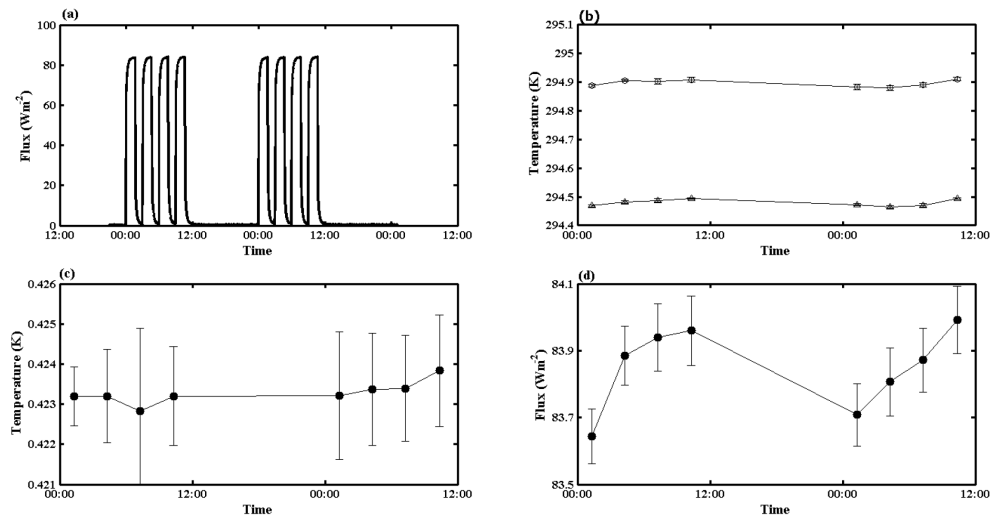 (a)
100
80
60
40
20
0
Flux (Wm-2)
12:00 00:00 12:00 00:00 12:00 00:00 12:00
Time
(b)
295.1
295
294.9
294.8
294.7
294.6
294.5
294.4
Temperature (K)
00:00 12:00 00:00 12:00
Time
(c)
0.426
0.425
0.424
0.423
0.422
0.421
Temperature (K)
00:00 12:00 00:00 12:00
Time
(d)
84.1
83.9
83.7
83.5
Flux (Wm-2)
00:00 12:00 00:00 12:00
Time